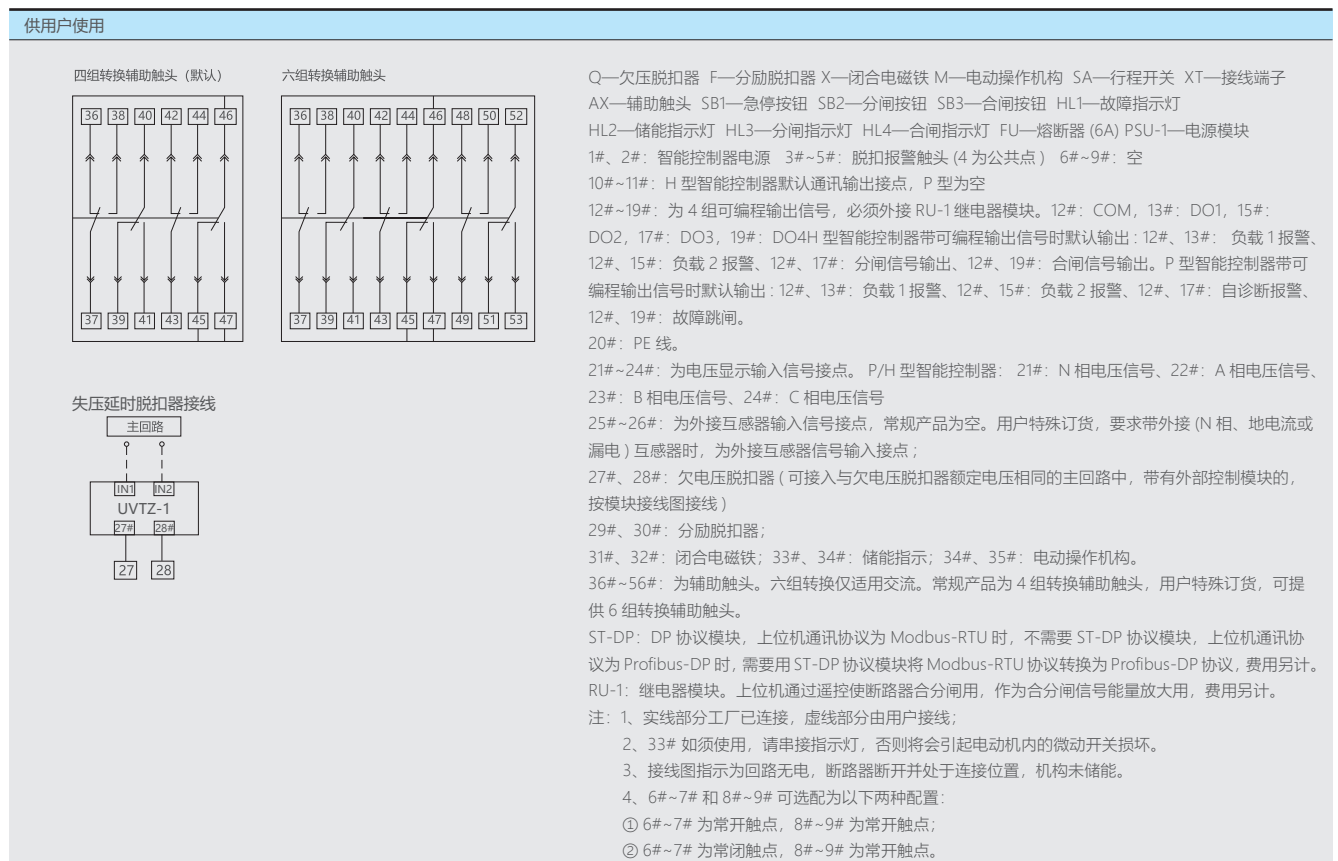 供用户使用
四组转换辅助触头（默认）
六组转换辅助触头
36 38 40 42 44 46
36 38 40 42 44 46 48 50 52
37 39 41 43 45 47
37 39 41 43 45 47 49 51 53
失压延时脱扣器接线
主回路
IN1 IN2
UVTZ-1
27# 28#
27 28
Q—欠压脱扣器 F—分励脱扣器 X—闭合电磁铁 M—电动操作机构 SA—行程开关 XT—接线端子
AX—辅助触头 SB1—急停按钮 SB2—分闸按钮 SB3—合闸按钮 HL1—故障指示灯
HL2—储能指示灯 HL3—分闸指示灯 HL4—合闸指示灯 FU—熔断器 (6A) PSU-1—电源模块
1#、2#：智能控制器电源 3#~5#：脱扣报警触头 (4 为公共点 ) 6#~9#：空
10#~11#：H 型智能控制器默认通讯输出接点，P 型为空
12#~19#：为 4 组可编程输出信号，必须外接 RU-1 继电器模块。12#：COM，13#：DO1，15#：
DO2，17#：DO3，19#：DO4H 型智能控制器带可编程输出信号时默认输出 : 12#、13#： 负载 1 报警、
12#、15#：负载 2 报警、12#、17#：分闸信号输出、12#、19#：合闸信号输出。P 型智能控制器带可
编程输出信号时默认输出 : 12#、13#：负载 1 报警、12#、15#：负载 2 报警、12#、17#：自诊断报警、
12#、19#：故障跳闸。
20#：PE 线。
21#~24#：为电压显示输入信号接点。 P/H 型智能控制器： 21#：N 相电压信号、22#：A 相电压信号、
23#：B 相电压信号、24#：C 相电压信号
25#~26#：为外接互感器输入信号接点，常规产品为空。用户特殊订货，要求带外接 (N 相、地电流或
漏电 ) 互感器时，为外接互感器信号输入接点 ;
27#、28#：欠电压脱扣器 ( 可接入与欠电压脱扣器额定电压相同的主回路中，带有外部控制模块的，
按模块接线图接线 )
29#、30#：分励脱扣器；
31#、32#：闭合电磁铁；33#、34#：储能指示；34#、35#：电动操作机构。
36#~56#：为辅助触头。六组转换仅适用交流。常规产品为 4 组转换辅助触头，用户特殊订货，可提
供 6 组转换辅助触头。
ST-DP：DP 协议模块，上位机通讯协议为 Modbus-RTU 时，不需要 ST-DP 协议模块，上位机通讯协
议为 Profibus-DP 时，需要用 ST-DP 协议模块将 Modbus-RTU 协议转换为 Profibus-DP 协议，费用另计。
RU-1：继电器模块。上位机通过遥控使断路器合分闸用，作为合分闸信号能量放大用，费用另计。
注：1、实线部分工厂已连接，虚线部分由用户接线；
2、33# 如须使用，请串接指示灯，否则将会引起电动机内的微动开关损坏。
3、接线图指示为回路无电，断路器断开并处于连接位置，机构未储能。
4、6#~7# 和 8#~9# 可选配为以下两种配置：
① 6#~7# 为常开触点，8#~9# 为常开触点；
② 6#~7# 为常闭触点，8#~9# 为常开触点。